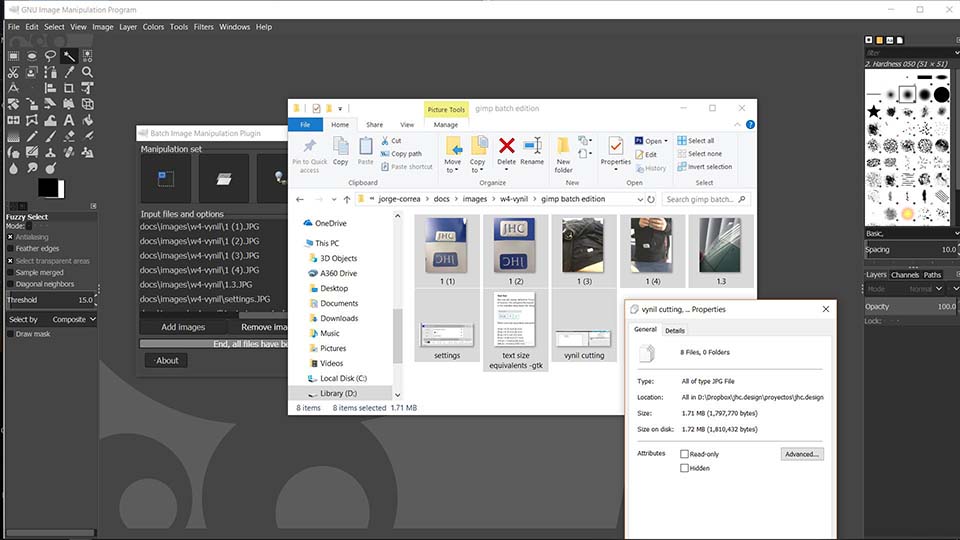 GNU Image Manipulation Program
File Edit Select View Image Layer Colors Tools Filters Windows Help
Fuzzy Select
Mode:
Antialiasing
Feather edges
Select transparent areas
Sample merged
Diagonal neighbors
Threshold 15.0
Select by Composite
Draw mask
Batch Image Manipulation Plugin
Manipulation set
Input files and options
docs\images\w4-vynil\1 (1).JPG
docs\images\w4-vynil\1 (2).JPG
docs\images\w4-vynil\1 (3).JPG
docs\images\w4-vynil\1 (4).JPG
docs\images\w4-vynil\1.3.JPG
docs\images\w4-vynil\settings.JPG
Add images Remove ima
End, all files have be
About
Picture Tools gimp batch edition
File Home Share View Manage
Pin to Quick access
Copy
Paste
Cut
Copy path
Paste shortcut
Clipboard
Move to
Copy to
Delete
Rename
Organize
New folder
New
Properties
Open
Edit
History
Open
Select all
Select none
Invert selection
Select
« jorge-correa > docs > images > w4-vynil > gimp batch edition
Search gimp batch...
OneDrive
This PC
3D Objects
A360 Drive
Desktop
Documents
Downloads
Music
Pictures
Videos
Local Disk (C:)
Library (D:)
JHC
JHC
1 (1) 1 (2) 1 (3) 1 (4) 1.3
settings
text size
equivalents -gtk
vynil cutting
8 items 8 items selected 1.71 MB
vynil cutting, ... Properties
General Details
8 Files, 0 Folders
Type: All of type JPG File
Location: All in D:\Dropbox\jhc.design\proyectos\jhc.design
Size: 1.71 MB (1,797,770 bytes)
Size on disk: 1.72 MB (1,810,432 bytes)
Attributes Read-only Advanced...
Hidden
filter
2. Hardness 050 (51 × 51)
Basic,
Spacing 10.0
Layers Channels Paths
Mode Normal
Opacity 100.0
Lock: